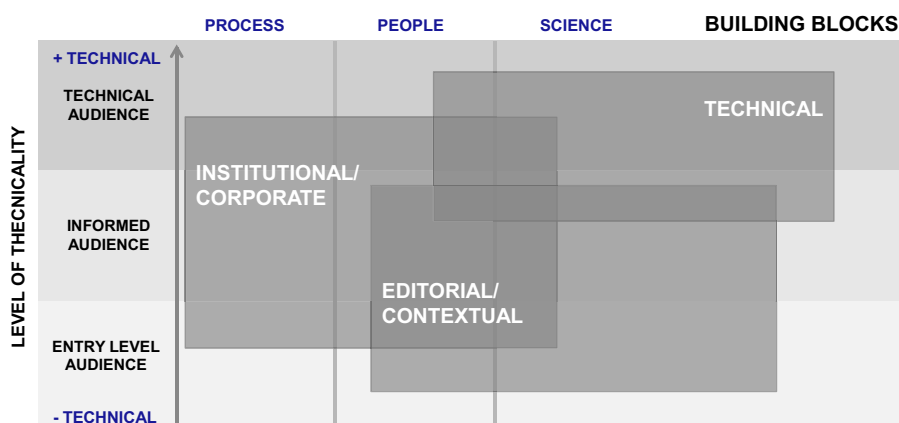 PROCESS PEOPLE SCIENCE BUILDING BLOCKS
+ TECHNICAL
TECHNICAL
AUDIENCE
TECHNICAL
INSTITUTIONAL/
CORPORATE
LEVEL OF THECNICALITY
INFORMED
AUDIENCE
EDITORIAL/
CONTEXTUAL
ENTRY LEVEL
AUDIENCE
- TECHNICAL